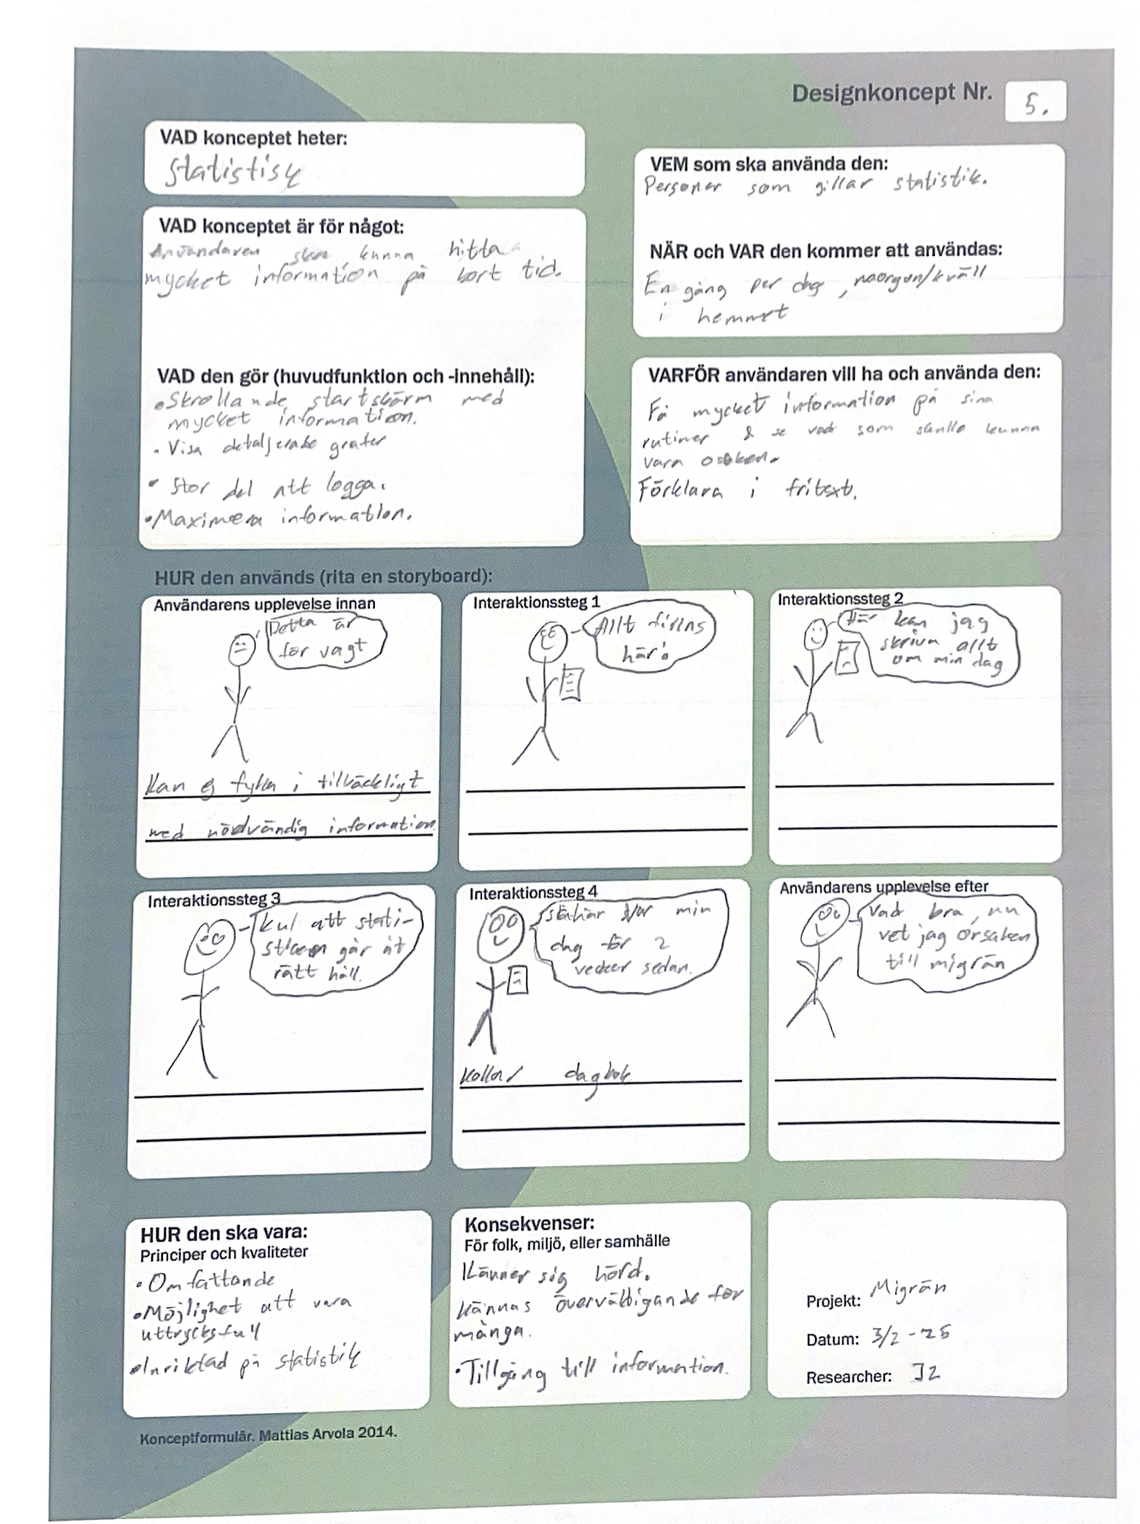 Designkoncept Nr. 5.
VAD konceptet heter:
Statistisk
VAD konceptet är för något:
Användaren ska kunna hitta
mycket information på kort tid.
VAD den gör (huvudfunktion och -innehåll):
• Skrollande startskärm med
mycket information.
• Visa detaljerade grafer
• Stor del att logga.
• Maximera information.
VEM som ska använda den:
Personer som gillar statistik.
NÄR och VAR den kommer att användas:
En gång per dag, morgon/kväll
i hemmet
VARFÖR användaren vill ha och använda den:
Få mycket information på sina
rutiner & se vad som skulle kunna
vara orsaken.
Förklara i fritext.
HUR den används (rita en storyboard):
Användarens upplevelse innan
Detta är
för vagt
Kan ej fylla i tillräckligt
med nödvändig information
Interaktionssteg 1
Allt finns
här!
Interaktionssteg 2
Här kan jag
skriva allt
om min dag
Interaktionssteg 3
kul att stati-
stiken går åt
rätt håll.
Interaktionssteg 4
såhär såg min
dag för 2
veckor sedan.
Kollar dagbok
Användarens upplevelse efter
Vad bra, nu
vet jag orsaken
till migrän
HUR den ska vara:
Principer och kvaliteter
• Omfattande
• Möjlighet att vara
uttrycksfull
• Inriktad på statistik
Konsekvenser:
För folk, miljö, eller samhälle
Känner sig hörd.
Kännas överväldigande för
många.
• Tillgång till information.
Projekt: Migrän
Datum: 3/2-25
Researcher: J2
Konceptformulär. Mattias Arvola 2014.